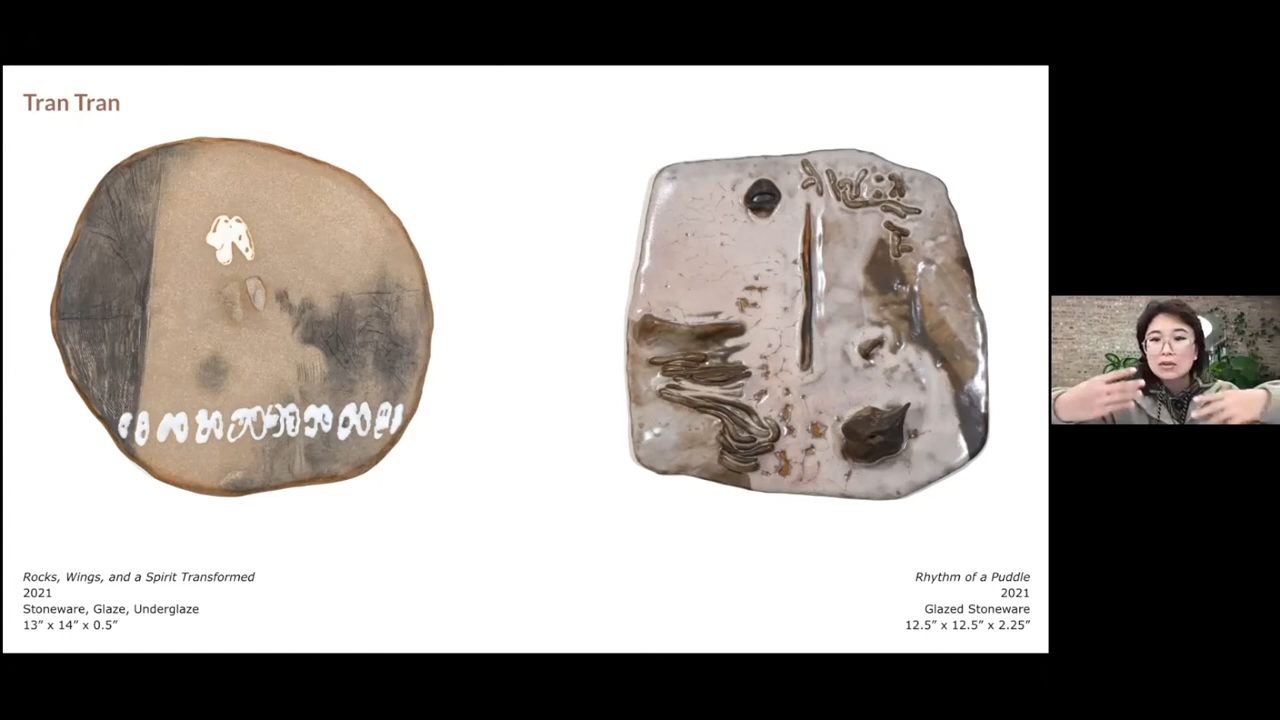 Tran Tran
Rocks, Wings, and a Spirit Transformed
2021
Stoneware, Glaze, Underglaze
13” x 14” x 0.5”
Rhythm of a Puddle
2021
Glazed Stoneware
12.5” x 12.5” x 2.25”